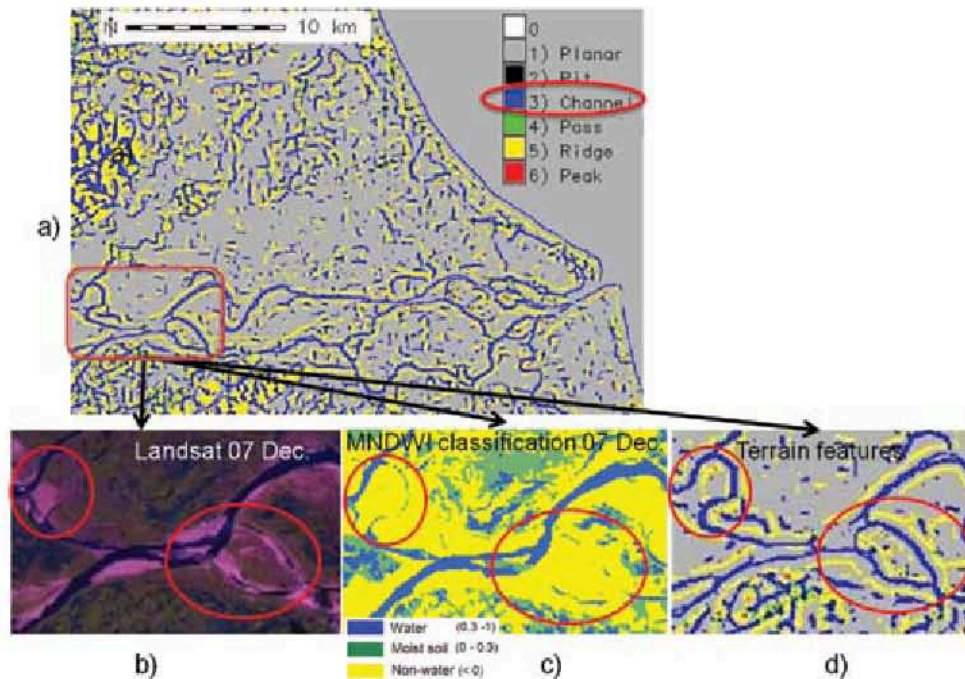 10 km
0
1) Planar
2) Pit
3) Channel
4) Pass
5) Ridge
6) Peak
a)
a)
Landsat 07 Dec.
MNDWI classification 07 Dec.
Terrain features
Water (0.3 -1)
Moist soil (0 - 0.3)
Non-water (< 0)
b)
c)
d)